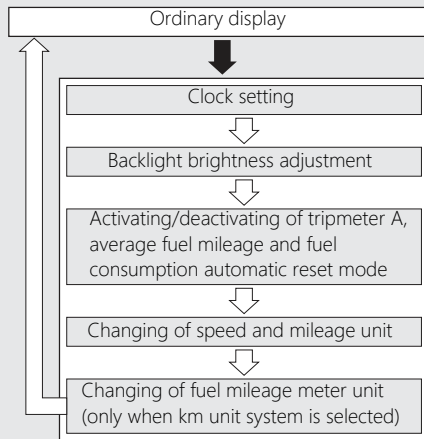 Ordinary display
Clock setting
Backlight brightness adjustment
Activating/deactivating of tripmeter A,
average fuel mileage and fuel
consumption automatic reset mode
Changing of speed and mileage unit
Changing of fuel mileage meter unit
(only when km unit system is selected)